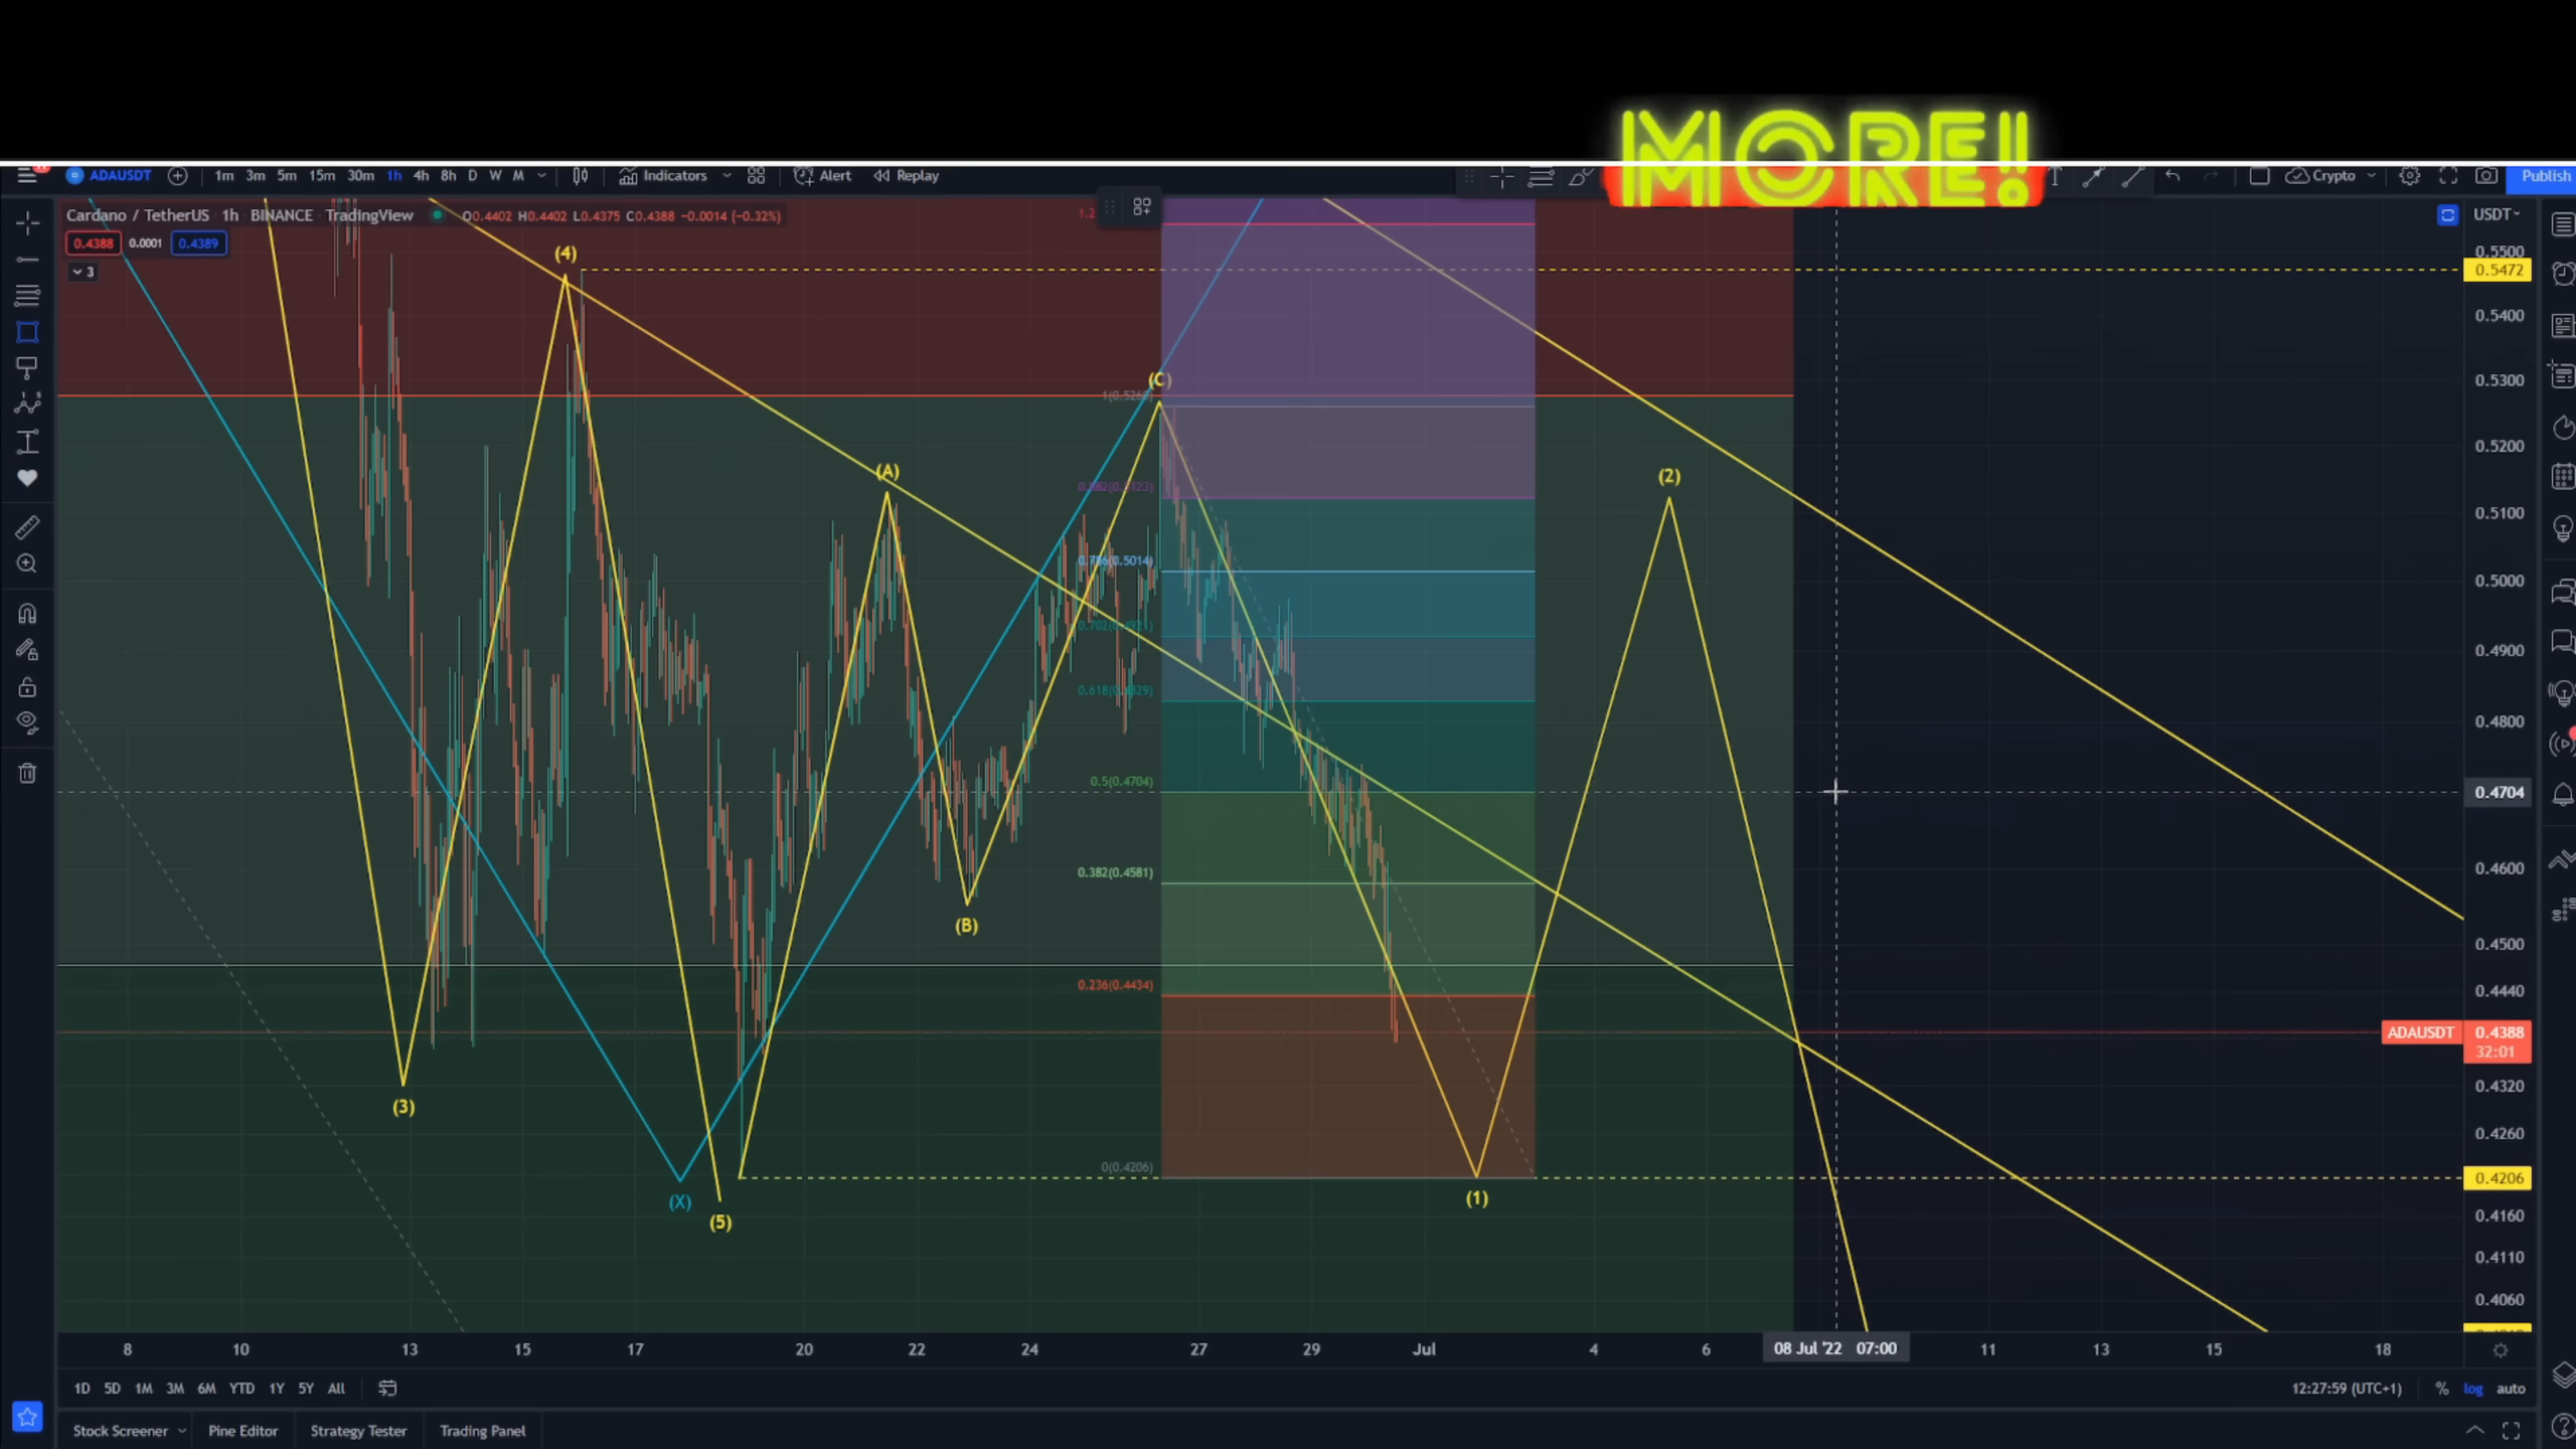 MORE!
ADAUSDT 1m 3m 5m 15m 30m 1h 4h 8h D W M Indicators Alert Replay Crypto Publish
Cardano / TetherUS 1h BINANCE TradingView O0.4402 H0.4402 L0.4375 C0.4388 -0.0014 (-0.32%) USDT
0.4388 0.0001 0.4389
3
1.2
0.5500
(4)
0.5472
0.5400
(C)
0.5300
0.5200
(A)
(2)
0.5100
0.5000
0.4900
0.4800
0.5(0.4704)
0.4704
0.382(0.4581)
0.4600
(B)
0.4500
0.236(0.4434)
0.4440
ADAUSDT 0.4388
32:01
0.4320
(3)
0.4260
0(0.4206)
0.4206
(X)
(1)
(5)
0.4160
0.4110
0.4060
8 10 13 15 17 20 22 24 27 29 Jul 4 6 08 Jul '22 07:00 11 13 15 18
1D 5D 1M 3M 6M YTD 1Y 5Y All 12:27:59 (UTC+1) % log auto
Stock Screener Pine Editor Strategy Tester Trading Panel